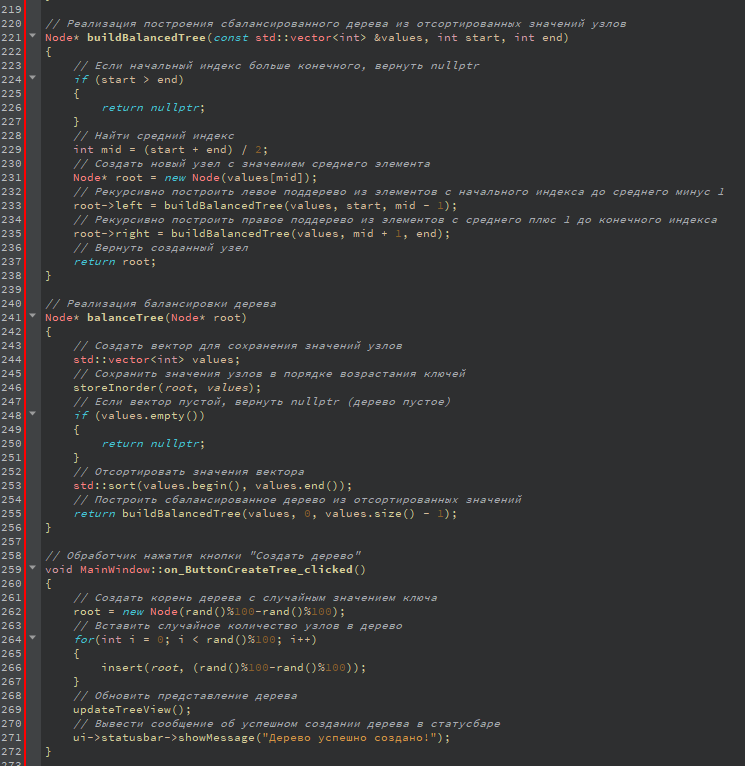 219
220 // Реализация построения сбалансированного дерева из отсортированных значений узлов
221 Node* buildBalancedTree(const std::vector<int> &values, int start, int end)
222 {
223     // Если начальный индекс больше конечного, вернуть nullptr
224     if (start > end)
225     {
226         return nullptr;
227     }
228     // Найти средний индекс
229     int mid = (start + end) / 2;
230     // Создать новый узел с значением среднего элемента
231     Node* root = new Node(values[mid]);
232     // Рекурсивно построить левое поддерево из элементов с начального индекса до среднего минус 1
233     root->left = buildBalancedTree(values, start, mid - 1);
234     // Рекурсивно построить правое поддерево из элементов с среднего плюс 1 до конечного индекса
235     root->right = buildBalancedTree(values, mid + 1, end);
236     // Вернуть созданный узел
237     return root;
238 }
239
240 // Реализация балансировки дерева
241 Node* balanceTree(Node* root)
242 {
243     // Создать вектор для сохранения значений узлов
244     std::vector<int> values;
245     // Сохранить значения узлов в порядке возрастания ключей
246     storeInorder(root, values);
247     // Если вектор пустой, вернуть nullptr (дерево пустое)
248     if (values.empty())
249     {
250         return nullptr;
251     }
252     // Отсортировать значения вектора
253     std::sort(values.begin(), values.end());
254     // Построить сбалансированное дерево из отсортированных значений
255     return buildBalancedTree(values, 0, values.size() - 1);
256 }
257
258 // Обработчик нажатия кнопки "Создать дерево"
259 void MainWindow::on_ButtonCreateTree_clicked()
260 {
261     // Создать корень дерева с случайным значением ключа
262     root = new Node(rand()%100-rand()%100);
263     // Вставить случайное количество узлов в дерево
264     for(int i = 0; i < rand()%100; i++)
265     {
266         insert(root, (rand()%100-rand()%100));
267     }
268     // Обновить представление дерева
269     updateTreeView();
270     // Вывести сообщение об успешном создании дерева в статусбаре
271     ui->statusbar->showMessage("Дерево успешно создано!");
272 }
273